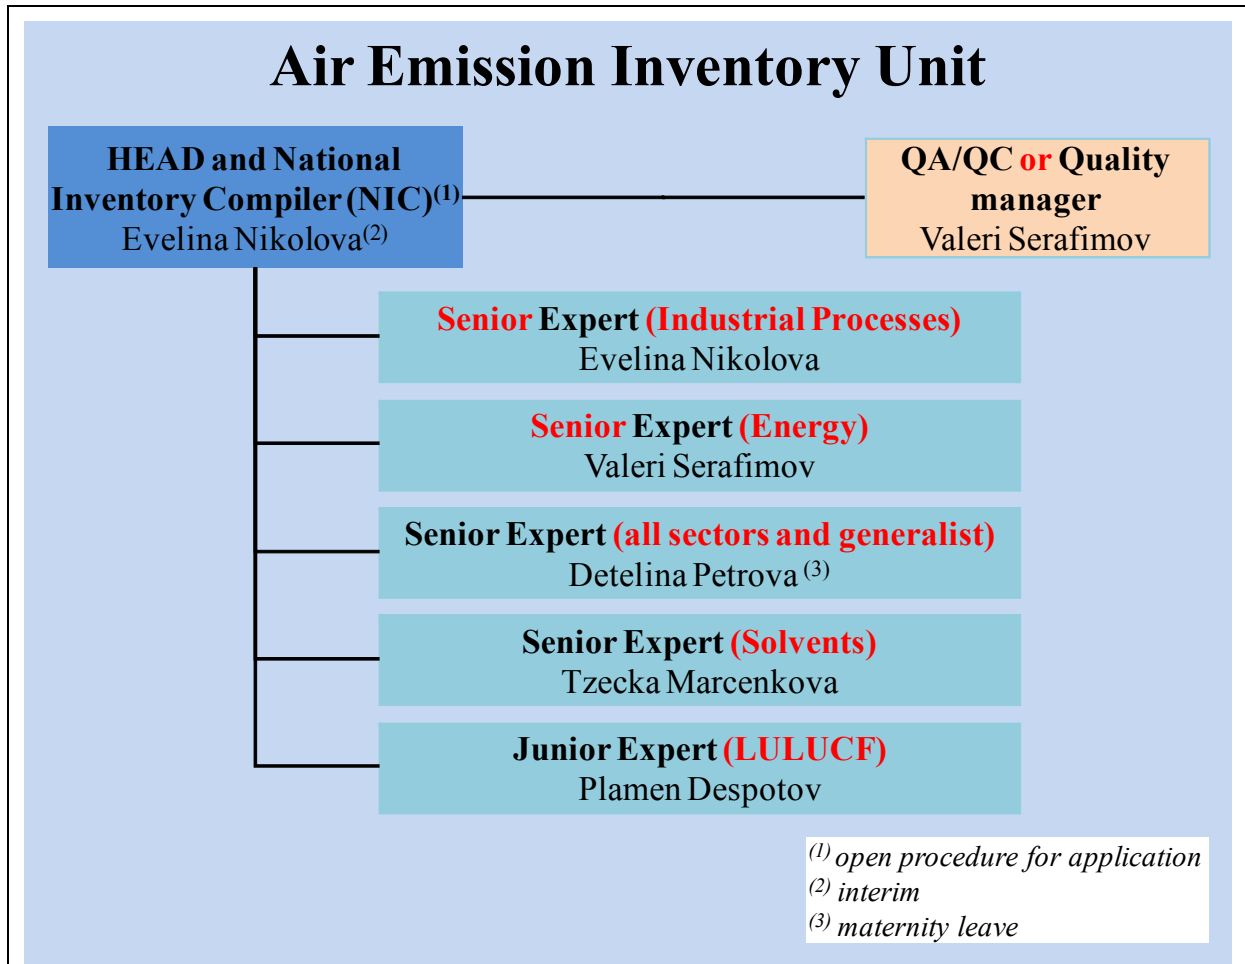 Air Emission Inventory Unit
HEAD and National
Inventory Compiler (NIC)(1)
Evelina Nikolova(2)
QA/QC or Quality
manager
Valeri Serafimov
Senior Expert (Industrial Processes)
Evelina Nikolova
Senior Expert (Energy)
Valeri Serafimov
Senior Expert (all sectors and generalist)
Detelina Petrova (3)
Senior Expert (Solvents)
Tzecka Marcenkova
Junior Expert (LULUCF)
Plamen Despotov
(1) open procedure for application
(2) interim
(3) maternity leave